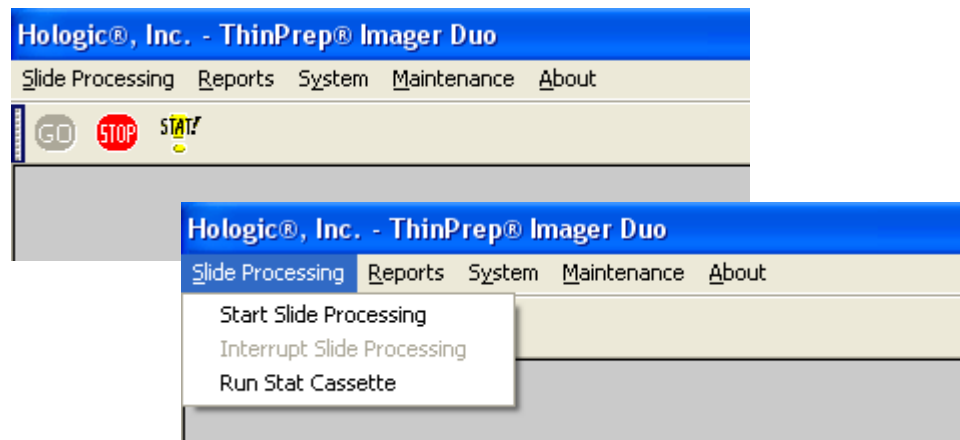 Hologic®, Inc. - ThinPrep® Imager Duo
Slide Processing Reports System Maintenance About
GO STOP STAT!
Hologic®, Inc. - ThinPrep® Imager Duo
Slide Processing Reports System Maintenance About
Start Slide Processing
Interrupt Slide Processing
Run Stat Cassette